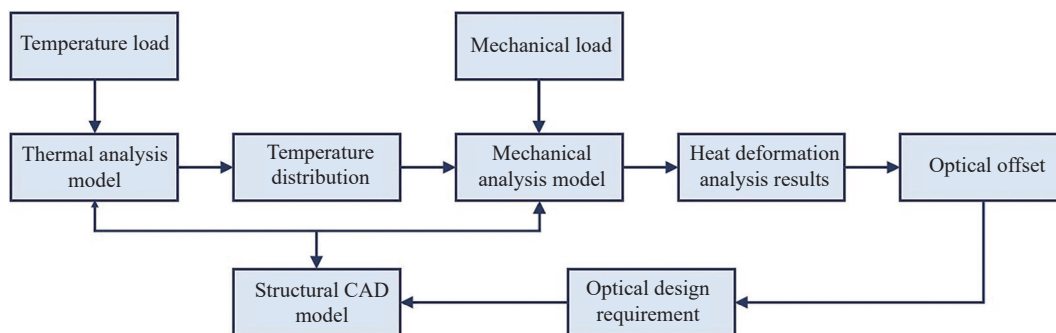 Temperature load
Mechanical load
Thermal analysis
model
Temperature
distribution
Mechanical
analysis model
Heat deformation
analysis results
Optical offset
Structural CAD
model
Optical design
requirement